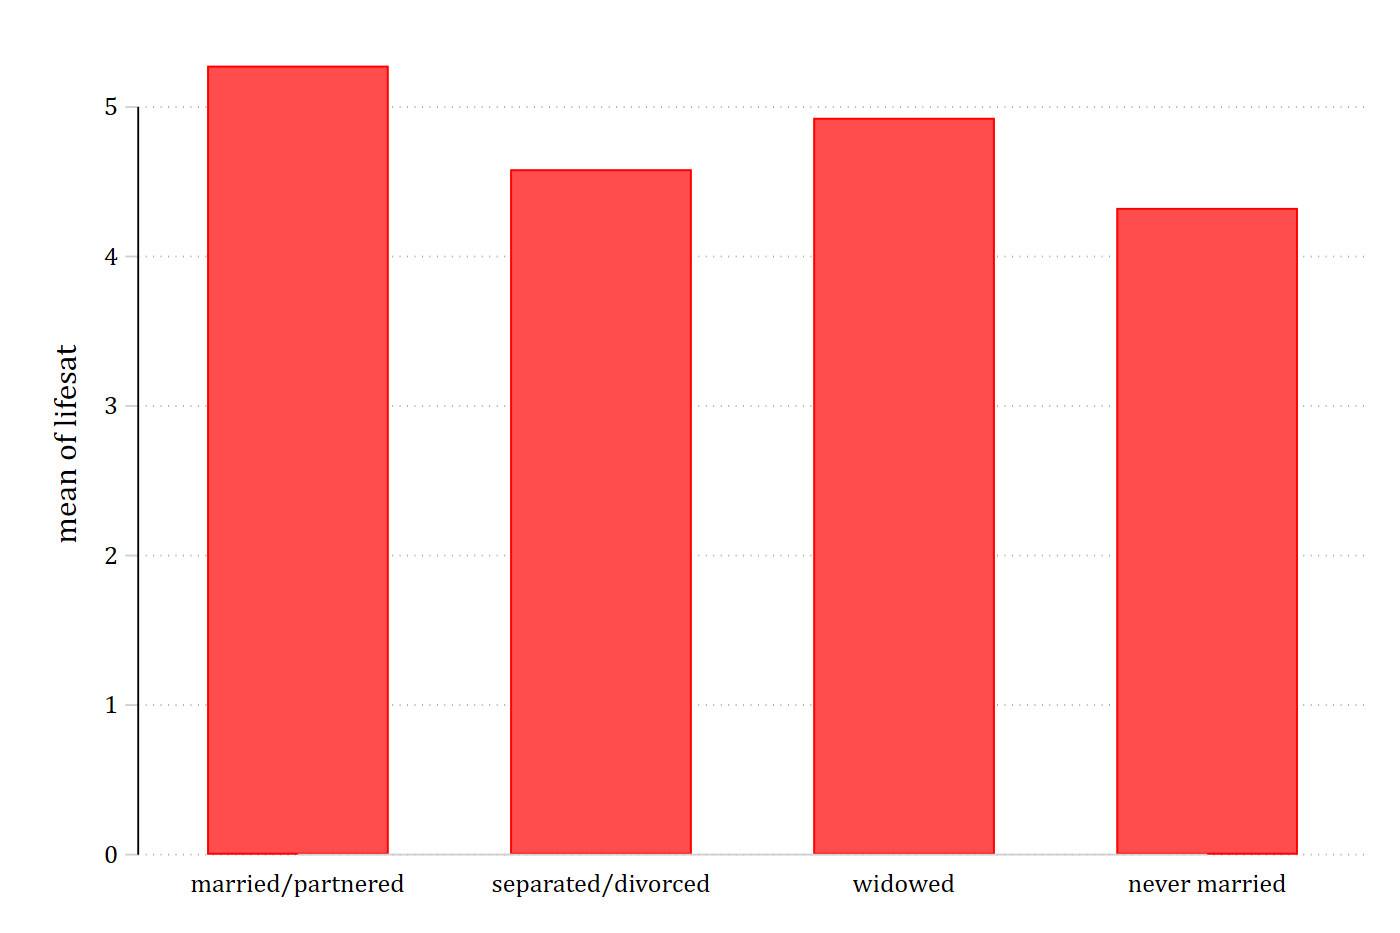 5
4
3
2
1
0
mean of lifesat
married/partnered
separated/divorced
widowed
never married